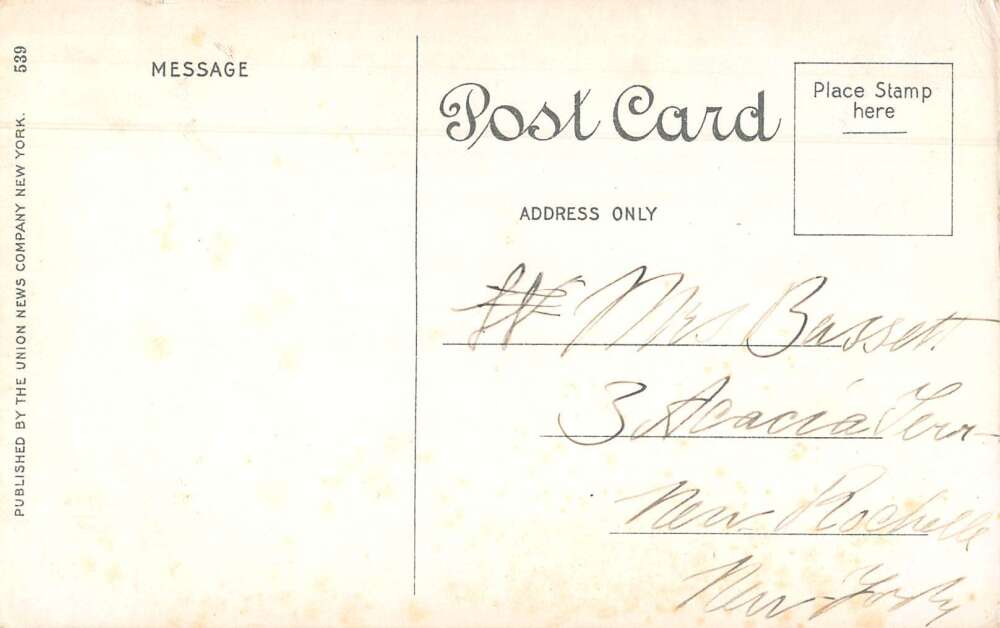 539
PUBLISHED BY THE UNION NEWS COMPANY NEW YORK.
MESSAGE
Post Card
Place Stamp
here
ADDRESS ONLY
Mrs Bassett
3 Acacia Terr
New Rochelle
New York